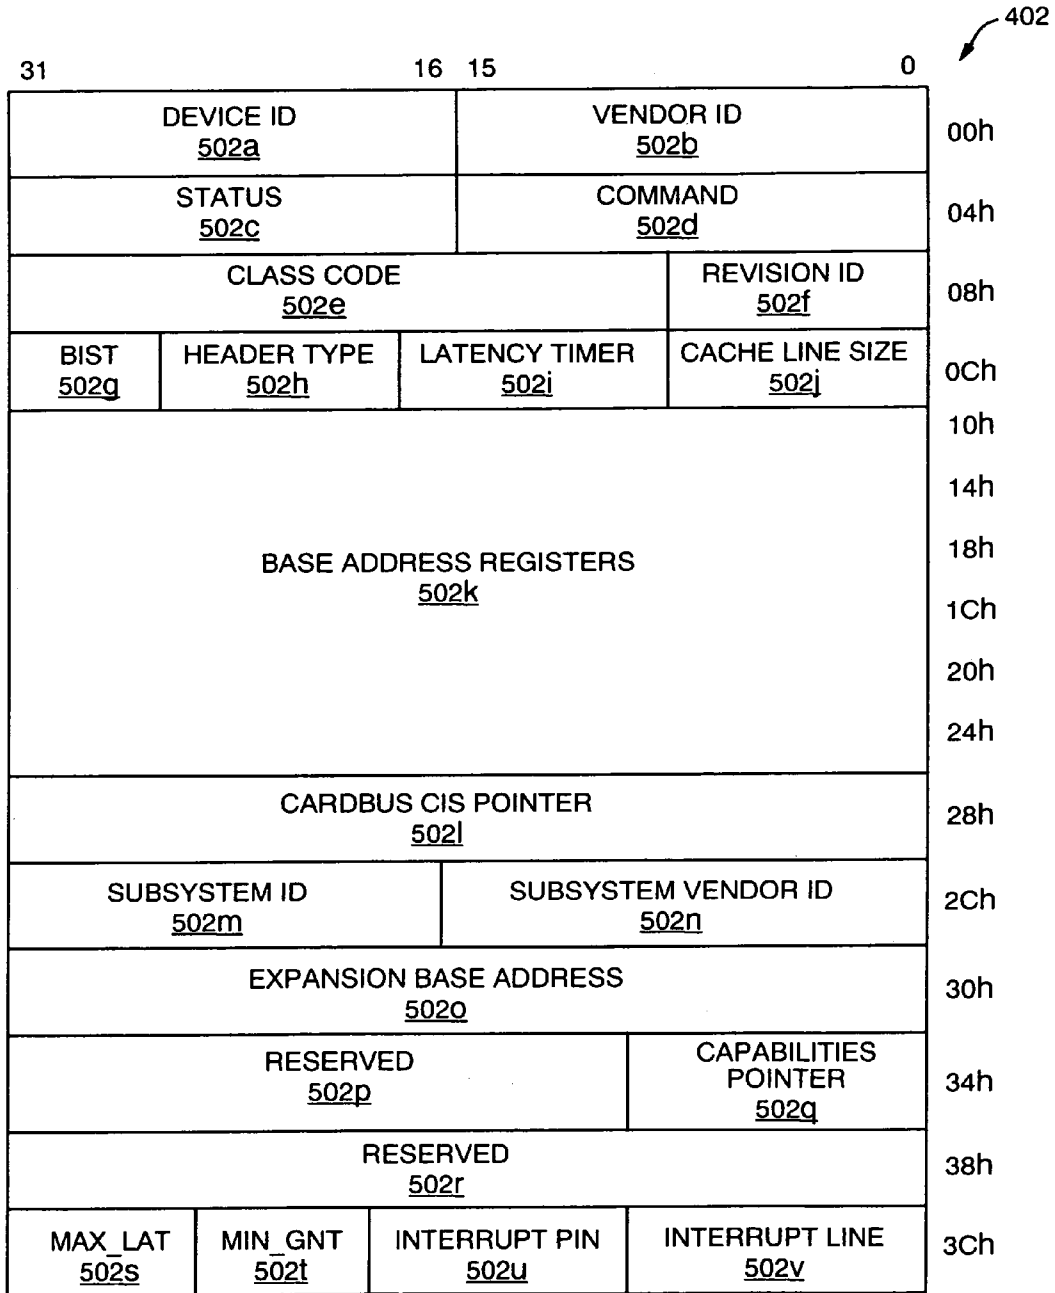 402
31 16 15 0
DEVICE ID VENDOR ID 00h
502a 502b
STATUS COMMAND 04h
502c 502d
CLASS CODE REVISION ID 08h
502e 502f
BIST HEADER TYPE LATENCY TIMER CACHE LINE SIZE 0Ch
502g 502h 502i 502j
10h
14h
18h
BASE ADDRESS REGISTERS
502k
1Ch
20h
24h
CARDBUS CIS POINTER 28h
502l
SUBSYSTEM ID SUBSYSTEM VENDOR ID 2Ch
502m 502n
EXPANSION BASE ADDRESS 30h
502o
RESERVED CAPABILITIES
POINTER 34h
502p 502q
RESERVED 38h
502r
MAX_LAT MIN_GNT INTERRUPT PIN INTERRUPT LINE 3Ch
502s 502t 502u 502v